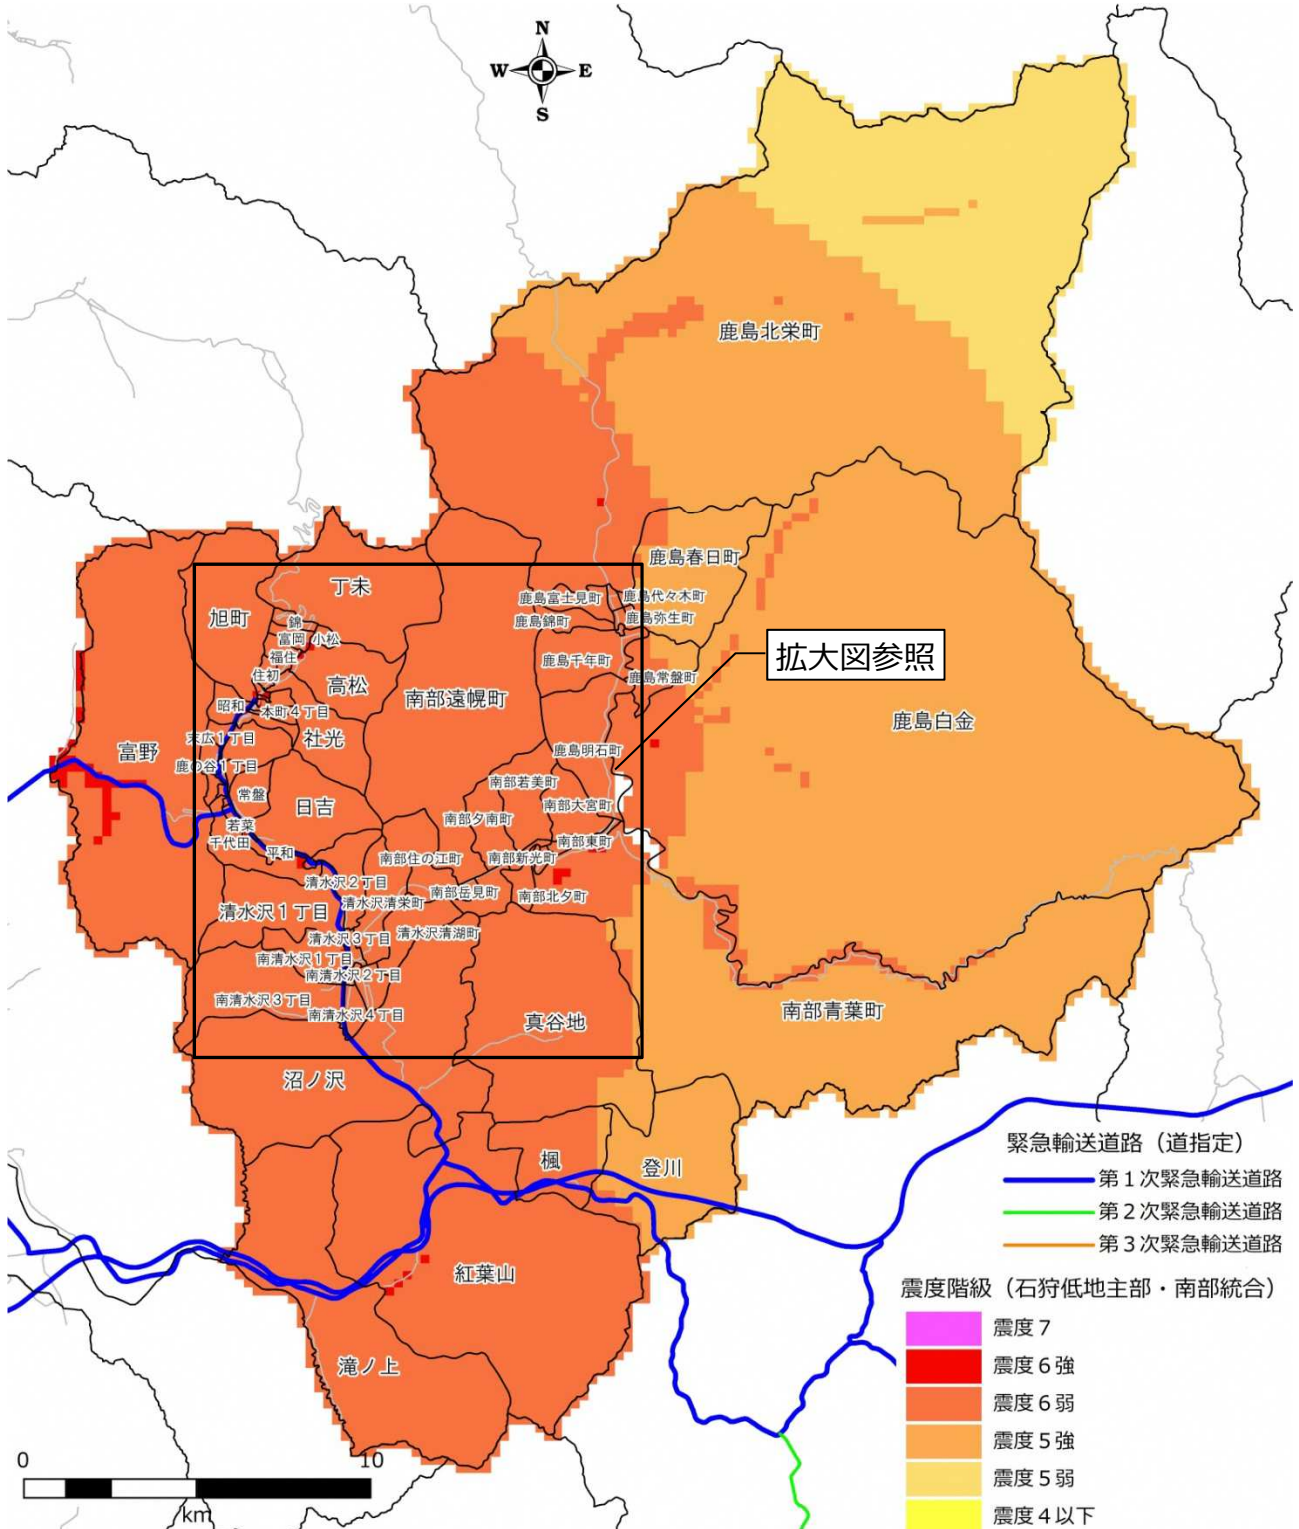 N
W E
S
鹿島北栄町
鹿島春日町
丁未
鹿島富士見町
鹿島代々木町
旭町
錦
鹿島錦町
鹿島弥生町
富岡
小松
福住
鹿島千年町
拡大図参照
住初
高松
鹿島常盤町
南部遠幌町
昭和
本町4丁目
鹿島白金
末広1丁目
社光
富野
鹿島明石町
鹿の谷1丁目
南部若美町
常盤
日吉
南部大宮町
南部夕南町
若菜
千代田
南部東町
平和
南部住の江町
南部新光町
清水沢2丁目
南部岳見町
南部北夕町
清水沢清栄町
清水沢1丁目
清水沢3丁目
清水沢清湖町
南清水沢1丁目
南清水沢2丁目
南清水沢3丁目
南清水沢4丁目
真谷地
南部青葉町
沼ノ沢
楓
登川
紅葉山
滝ノ上
緊急輸送道路（道指定）
第1次緊急輸送道路
第2次緊急輸送道路
第3次緊急輸送道路
震度階級（石狩低地主部・南部統合）
震度7
震度6強
震度6弱
震度5強
震度5弱
震度4以下
0 10
km